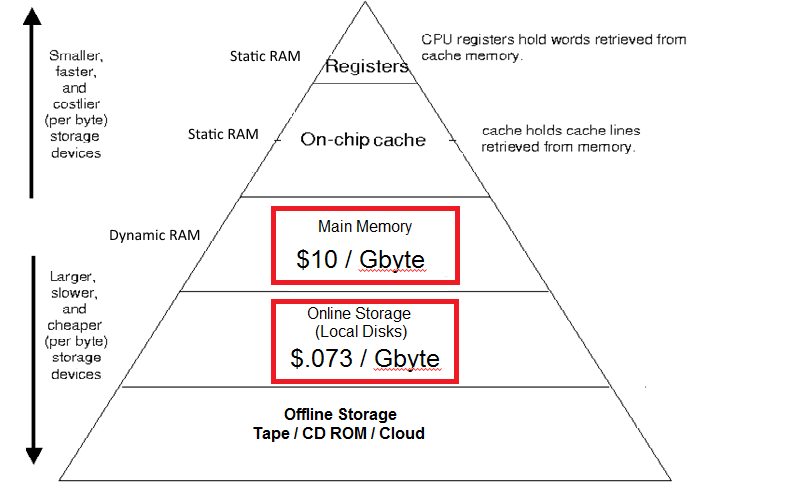 Smaller,
faster,
and
costlier
(per byte)
storage
devices
Static RAM
Registers
CPU registers hold words retrieved from
cache memory.
Static RAM
On-chip cache
cache holds cache lines
retrieved from memory.
Dynamic RAM
Main Memory
$10 / Gbyte
Larger,
slower,
and
cheaper
(per byte)
storage
devices
Online Storage
(Local Disks)
$.073 / Gbyte
Offline Storage
Tape / CD ROM / Cloud